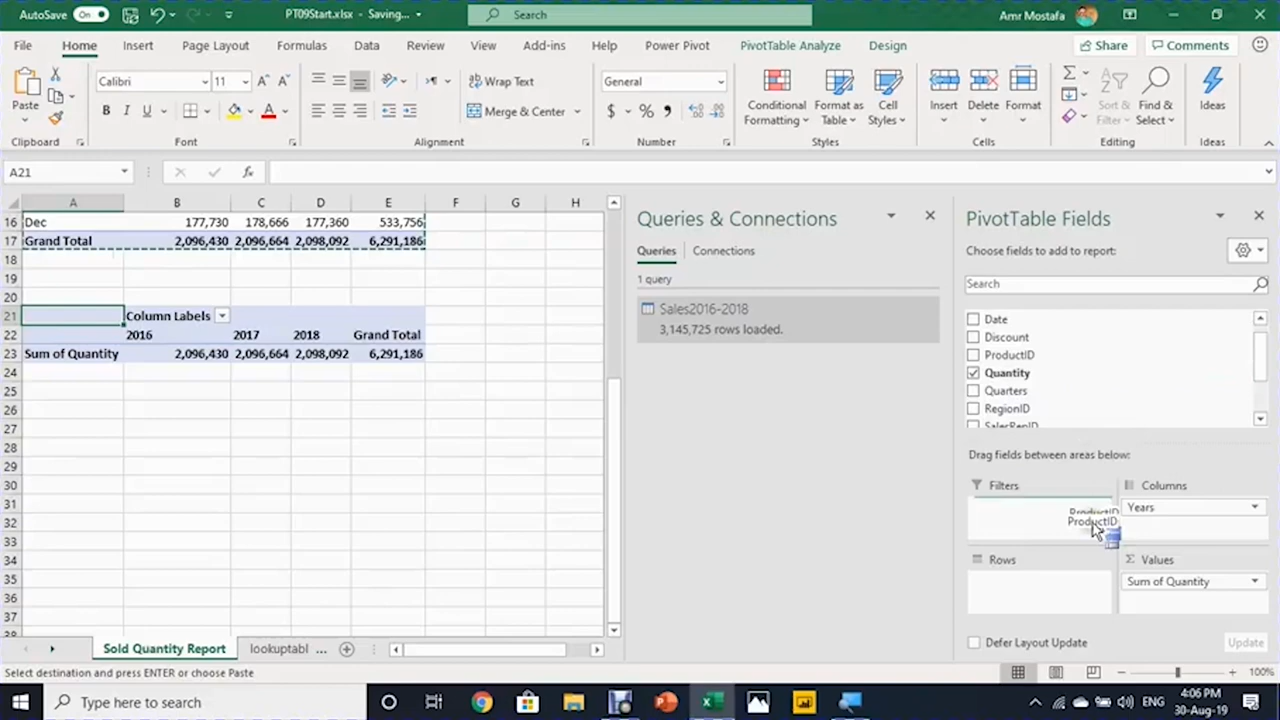 AutoSave On PT09Start.xlsx - Saving... Search Amr Mostafa
File Home Insert Page Layout Formulas Data Review View Add-ins Help Power Pivot PivotTable Analyze Design Share Comments
Calibri 11 Wrap Text General
Paste B I U Merge & Center $ % Conditional Formatting Format as Table Cell Styles Insert Delete Format Sort & Filter Find & Select Ideas
Clipboard Font Alignment Number Styles Cells Editing Ideas
A21 fx
A B C D E F G H
16 Dec 177,730 178,666 177,360 533,756
17 Grand Total 2,096,430 2,096,664 2,098,092 6,291,186
18
19
20
21 Column Labels
22 2016 2017 2018 Grand Total
23 Sum of Quantity 2,096,430 2,096,664 2,098,092 6,291,186
24
25
26
27
28
29
30
31
32
33
34
35
36
37
38
Queries & Connections
Queries Connections
1 query
Sales2016-2018
3,145,725 rows loaded.
PivotTable Fields
Choose fields to add to report:
Search
Date
Discount
ProductID
Quantity
Quarters
RegionID
SalesRepID
Drag fields between areas below:
Filters Columns
ProductID Years
ProductID
Rows Values
Sum of Quantity
Defer Layout Update Update
Sold Quantity Report lookuptabl ...
Select destination and press ENTER or choose Paste 100%
Type here to search ENG 4:06 PM
30-Aug-19